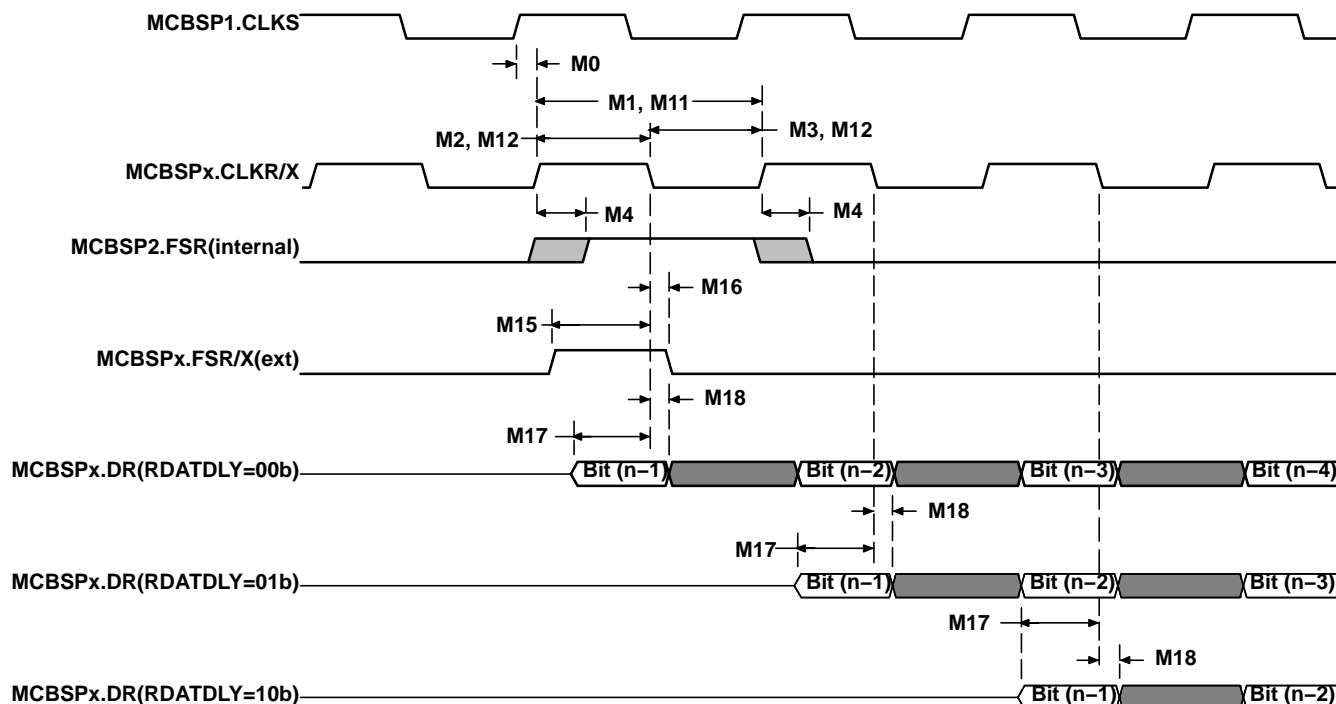 MCBSP1.CLKS
M0
M1, M11
M2, M12
M3, M12
MCBSPx.CLKR/X
M4
M4
MCBSP2.FSR(internal)
M16
M15
MCBSPx.FSR/X(ext)
M18
M17
MCBSPx.DR(RDATDLY=00b)
Bit (n−1)
Bit (n−2)
Bit (n−3)
Bit (n−4)
M18
M17
MCBSPx.DR(RDATDLY=01b)
Bit (n−1)
Bit (n−2)
Bit (n−3)
M17
M18
MCBSPx.DR(RDATDLY=10b)
Bit (n−1)
Bit (n−2)